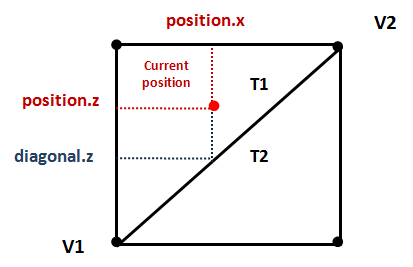 position.x
V2
Current
position
T1
position.z
diagonal.z
T2
V1